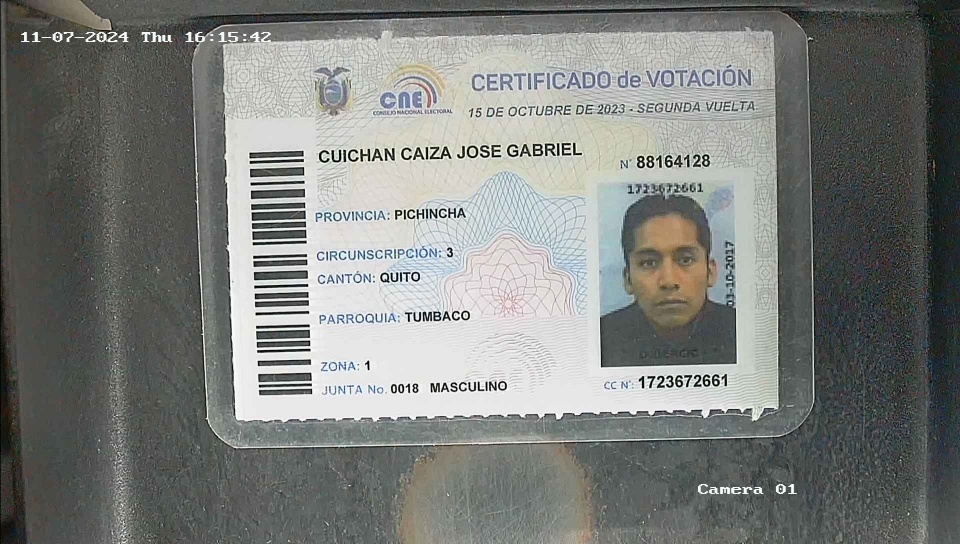 11-07-2024 Thu 16:15:42
CERTIFICADO de VOTACIÓN
CNE
CONSEJO NACIONAL ELECTORAL
15 DE OCTUBRE DE 2023 - SEGUNDA VUELTA
CUICHAN CAIZA JOSE GABRIEL
N° 88164128
1723672661
PROVINCIA: PICHINCHA
CIRCUNSCRIPCIÓN: 3
CANTÓN: QUITO
03-10-2017
PARROQUIA: TUMBACO
ZONA: 1
JUNTA No. 0018 MASCULINO
CC N°: 1723672661
Camera 01